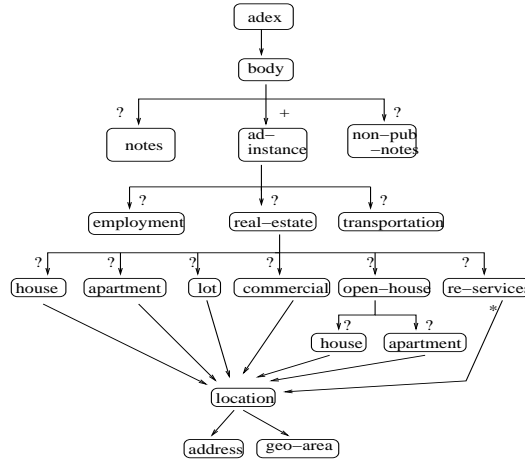 adex
body
? + ?
notes
ad-
instance
non-pub
-notes
? ? ?
employment real-estate transportation
? ? ? ? ? ?
house apartment lot commercial open-house re-services
*
? ?
house apartment
location
address geo-area